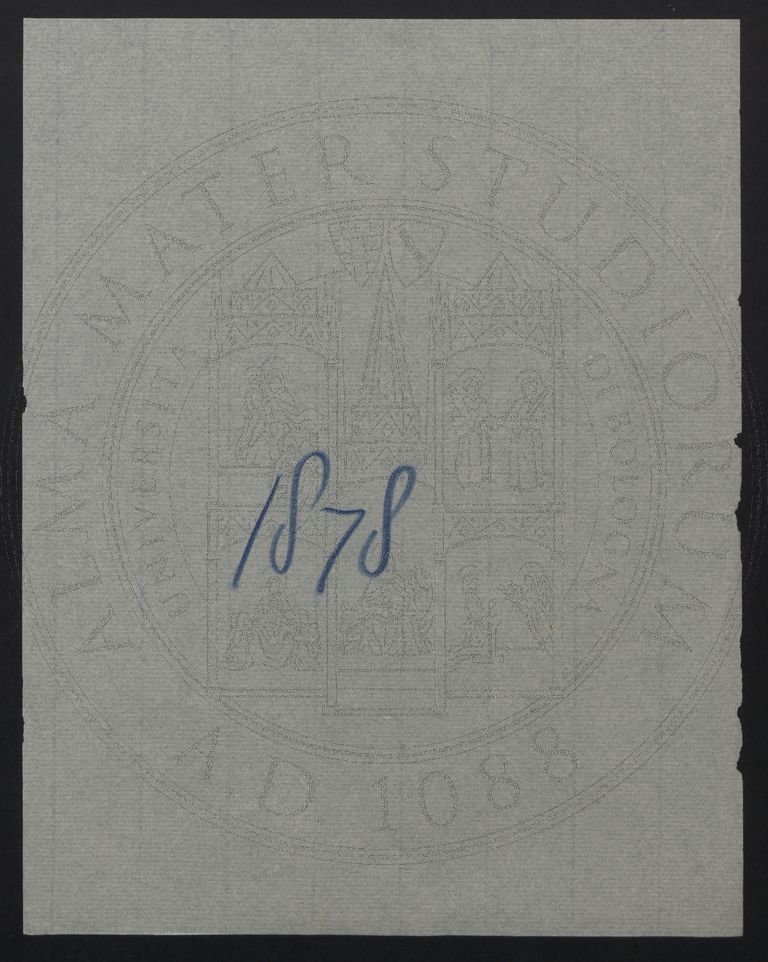 ALMA MATER STUDIORUM
UNIVERSITÀ DI BOLOGNA
1878
A.D. 1088